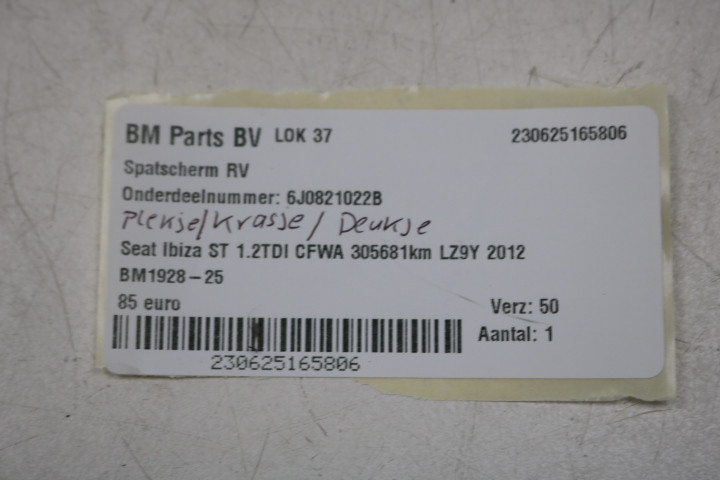 BM Parts BV LOK 37 230625165806
Spatscherm RV
Onderdeelnummer: 6J0821022B
Plekje/Krasje/Deukje
Seat Ibiza ST 1.2TDI CFWA 305681km LZ9Y 2012
BM1928-25
85 euro Verz: 50
Aantal: 1
230625165806